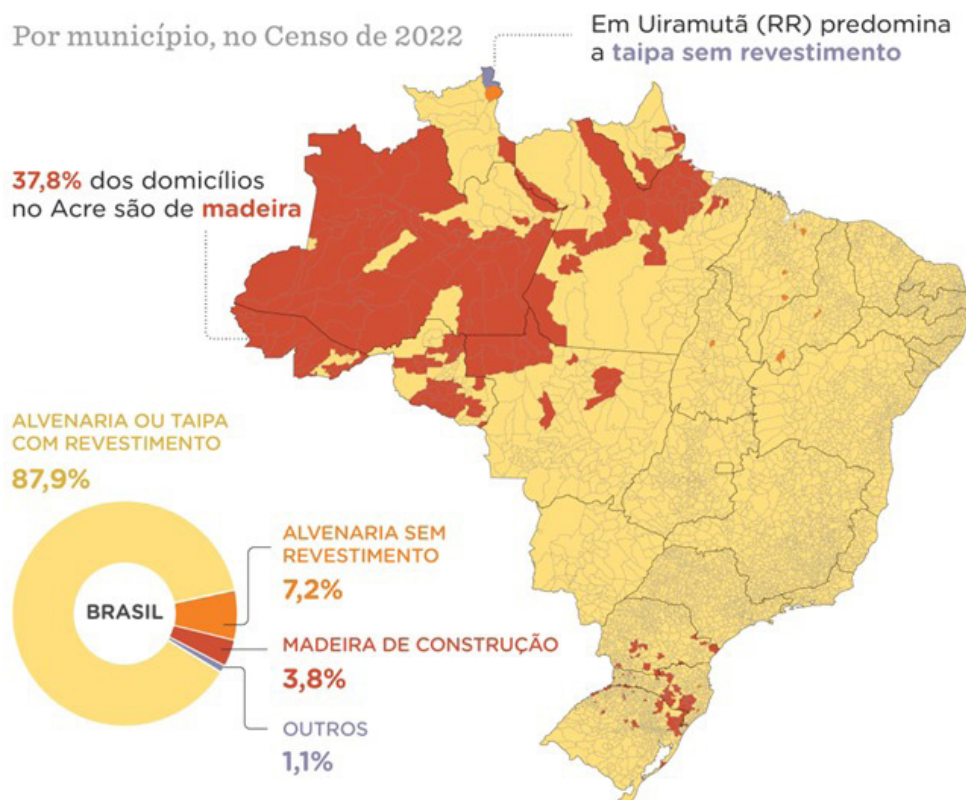 Por município, no Censo de 2022
Em Uiramutã (RR) predomina
a taipa sem revestimento
37,8% dos domicílios
no Acre são de madeira
ALVENARIA OU TAIPA
COM REVESTIMENTO
87,9%
BRASIL
ALVENARIA SEM
REVESTIMENTO
7,2%
MADEIRA DE CONSTRUÇÃO
3,8%
OUTROS
1,1%